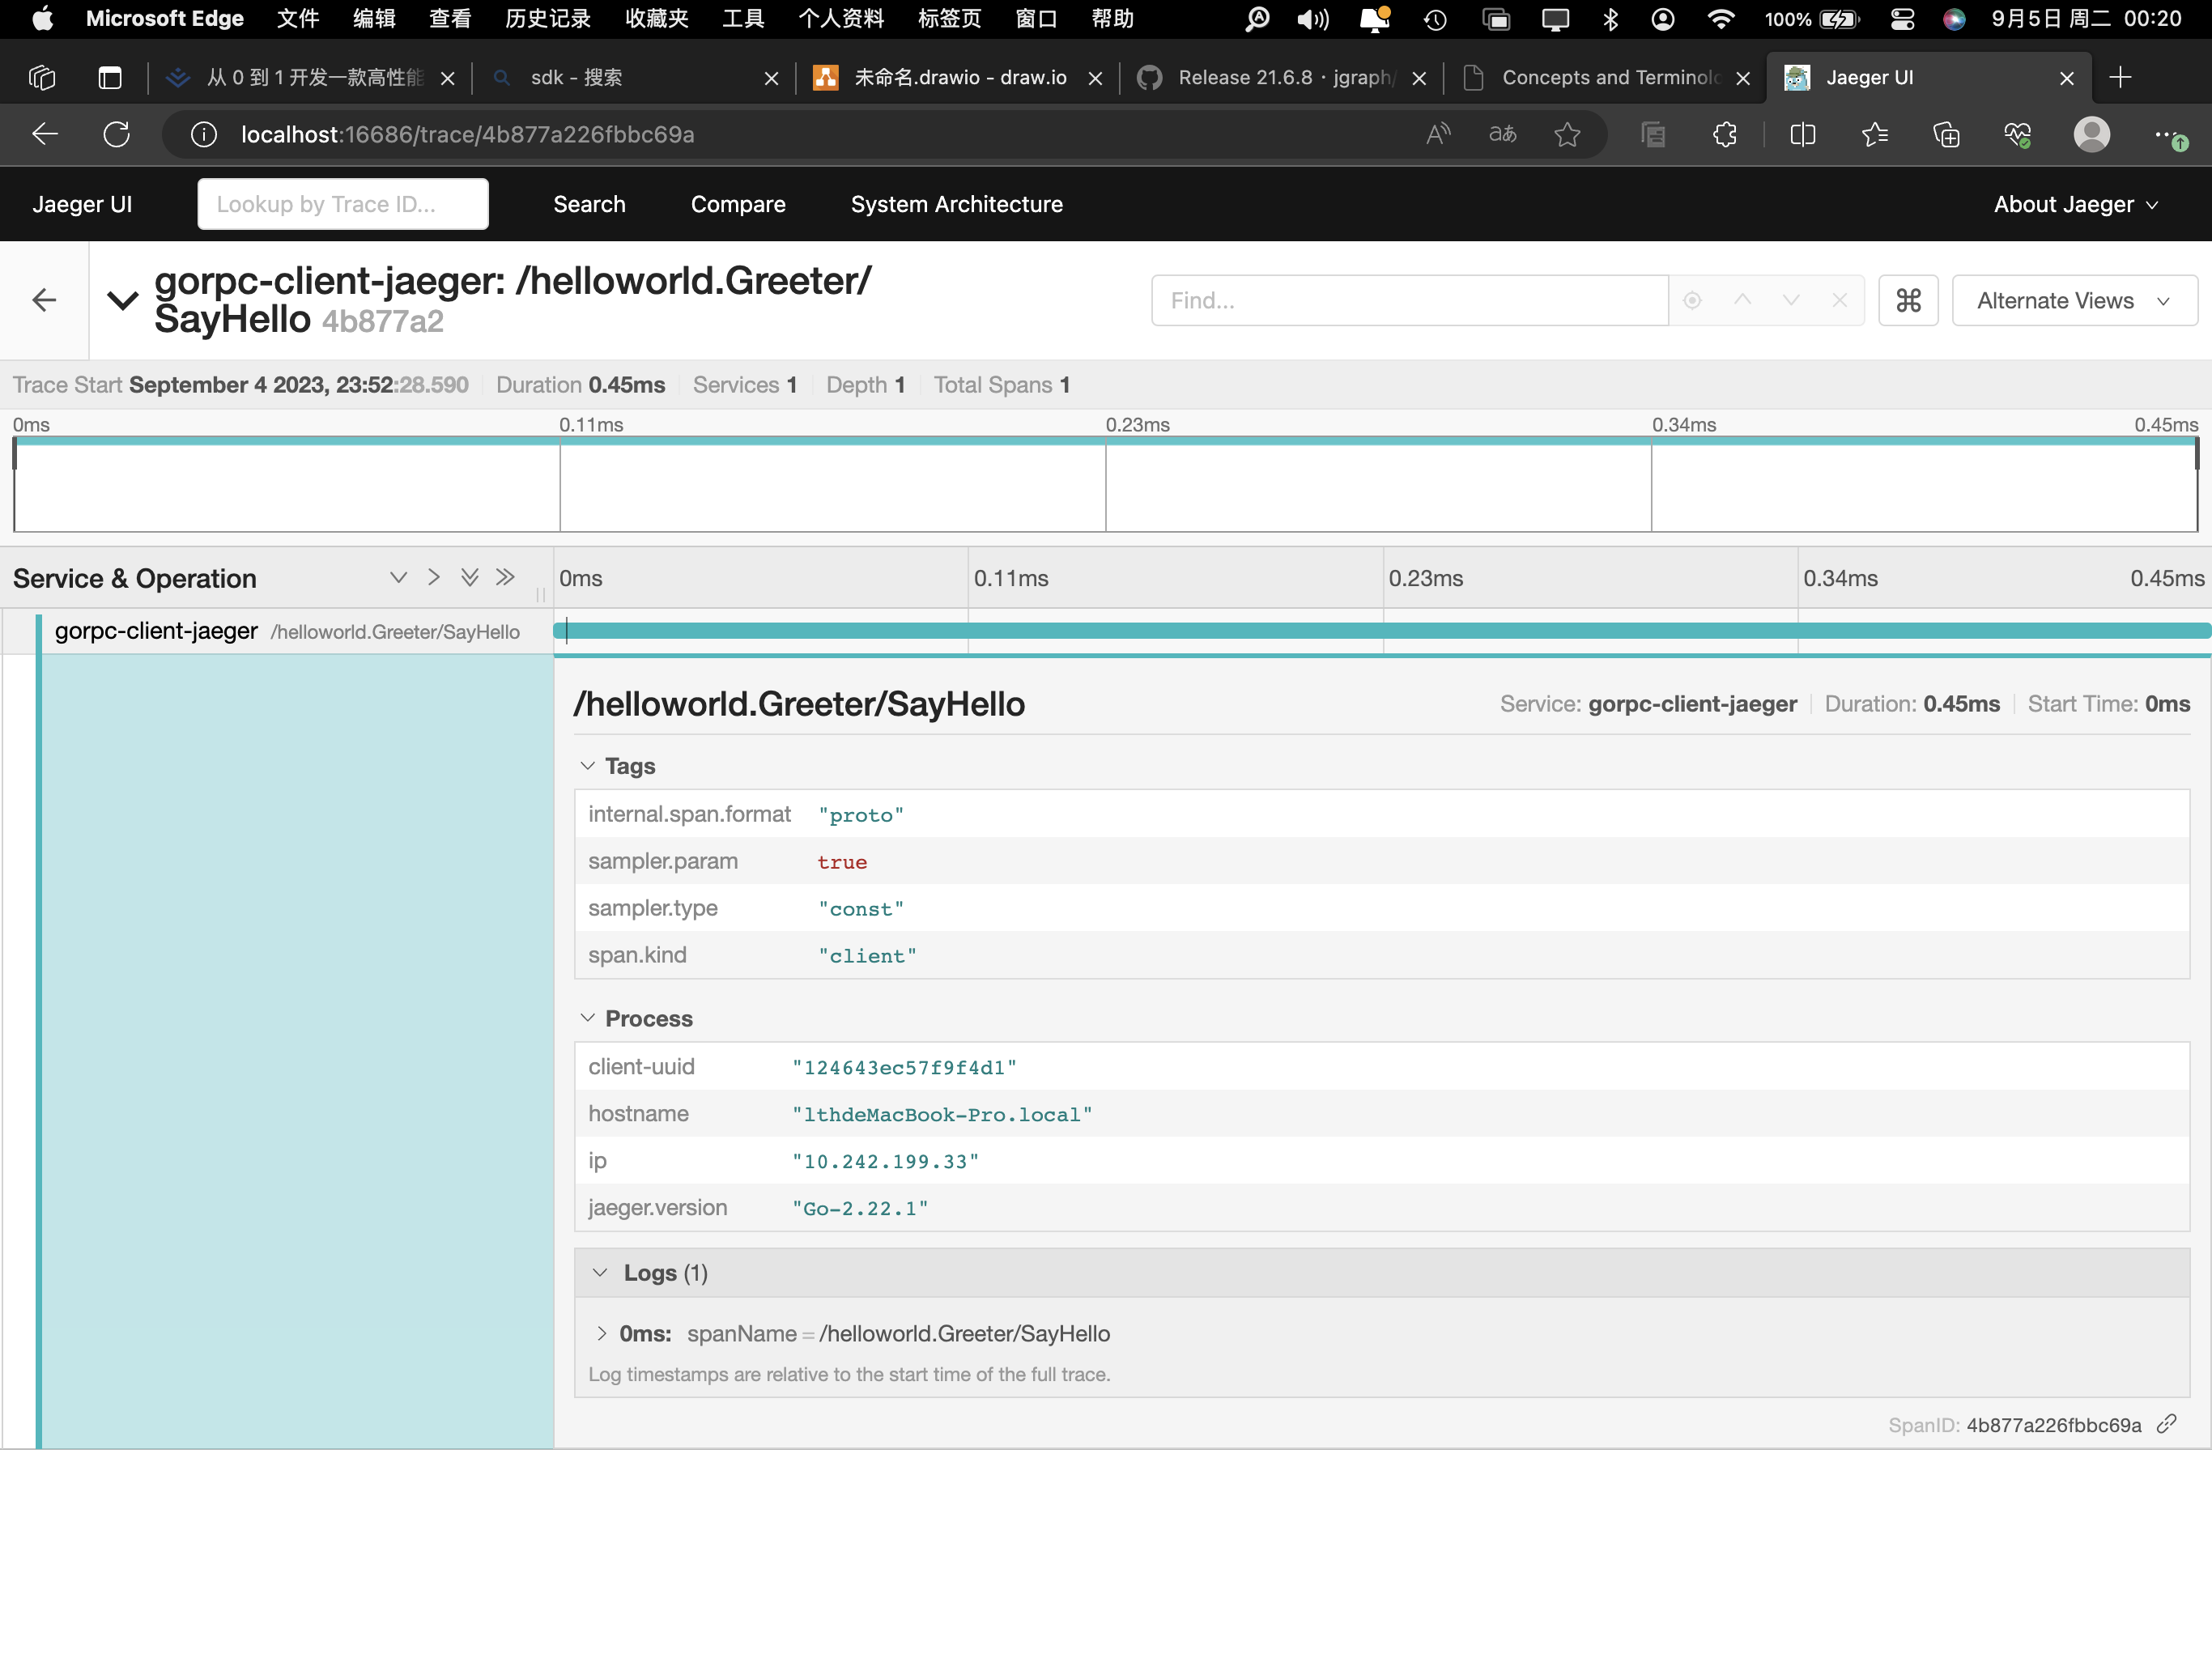 Microsoft Edge 文件 编辑 查看 历史记录 收藏夹 工具 个人资料 标签页 窗口 帮助 100% 9月5日 周二 00:20
从 0 到 1 开发一款高性能 sdk - 搜索 未命名.drawio - draw.io Release 21.6.8 · jgraph/ Concepts and Terminolo Jaeger UI
localhost:16686/trace/4b877a226fbbc69a
Jaeger UI Lookup by Trace ID... Search Compare System Architecture About Jaeger
gorpc-client-jaeger: /helloworld.Greeter/
SayHello 4b877a2
Find... Alternate Views
Trace Start September 4 2023, 23:52:28.590 Duration 0.45ms Services 1 Depth 1 Total Spans 1
0ms 0.11ms 0.23ms 0.34ms 0.45ms
Service & Operation 0ms 0.11ms 0.23ms 0.34ms 0.45ms
gorpc-client-jaeger /helloworld.Greeter/SayHello
/helloworld.Greeter/SayHello Service: gorpc-client-jaeger Duration: 0.45ms Start Time: 0ms
Tags
internal.span.format "proto"
sampler.param true
sampler.type "const"
span.kind "client"
Process
client-uuid "124643ec57f9f4d1"
hostname "lthdeMacBook-Pro.local"
ip "10.242.199.33"
jaeger.version "Go-2.22.1"
Logs (1)
0ms: spanName = /helloworld.Greeter/SayHello
Log timestamps are relative to the start time of the full trace.
SpanID: 4b877a226fbbc69a